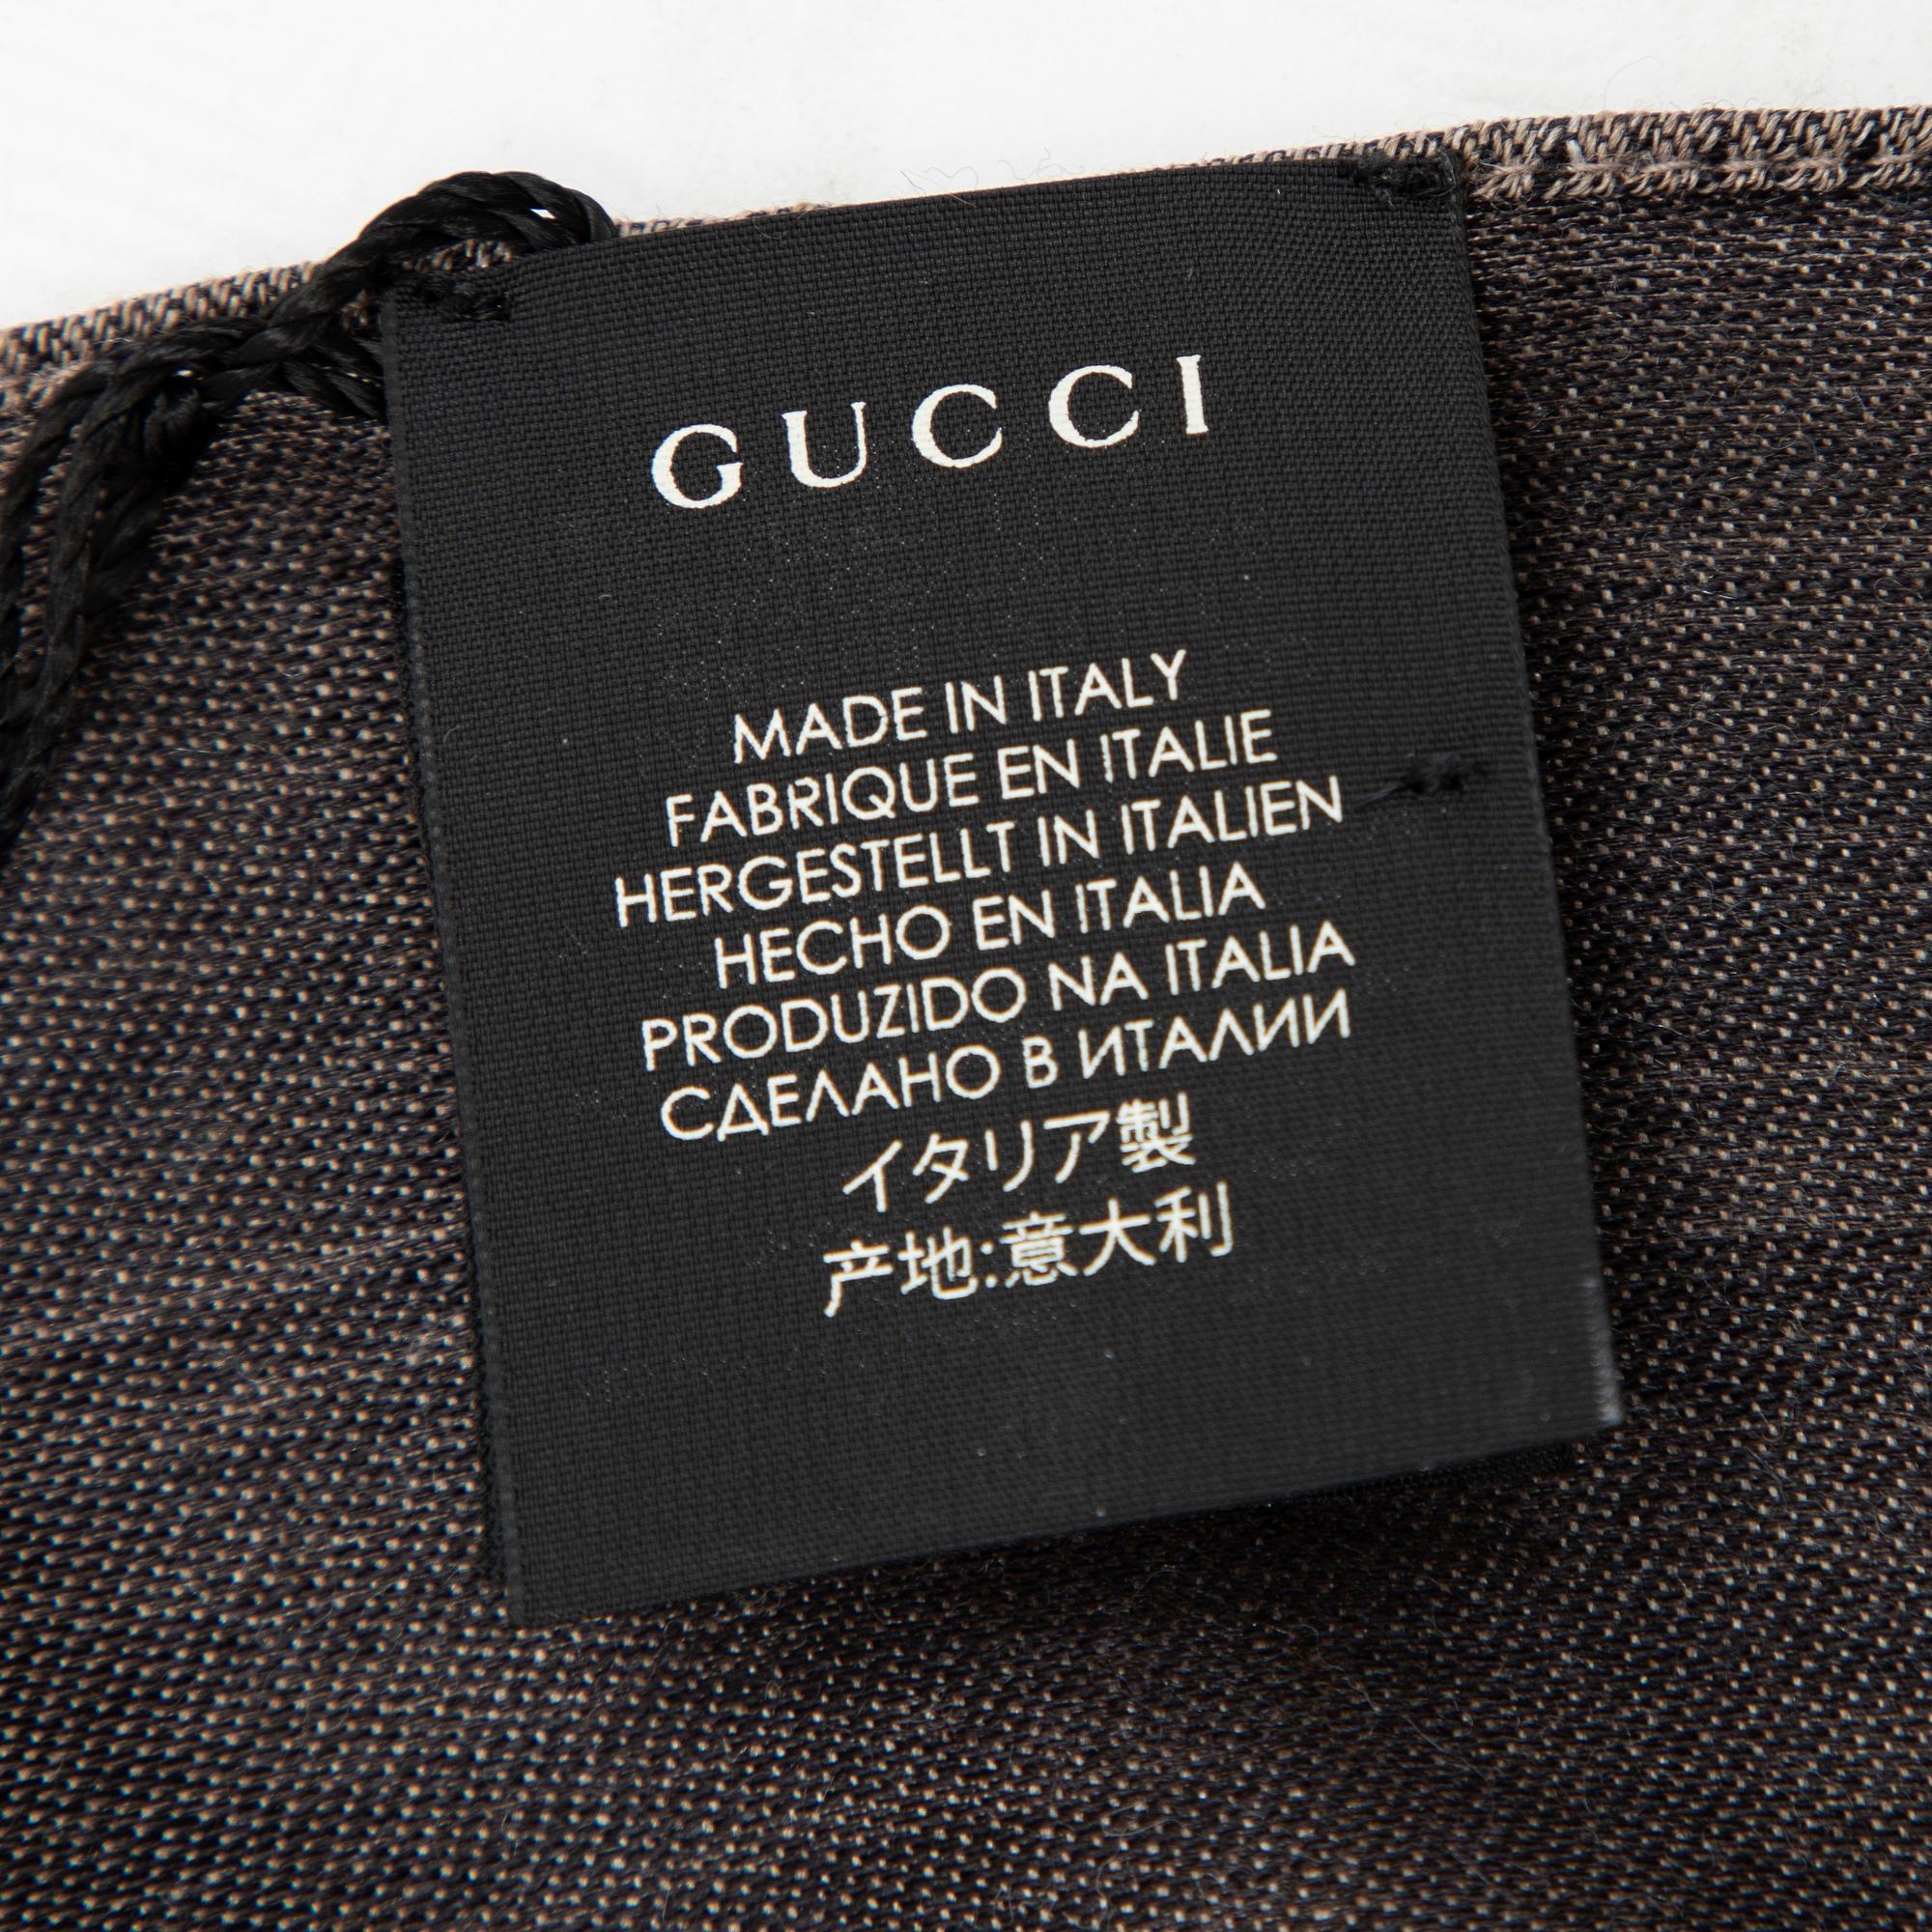 GUCCI
MADE IN ITALY
FABRIQUE EN ITALIE
HERGESTELLT IN ITALIEN
HECHO EN ITALIA
PRODUZIDO NA ITALIA
СДЕЛАНО В ИТАЛИИ
イタリア製
产地:意大利